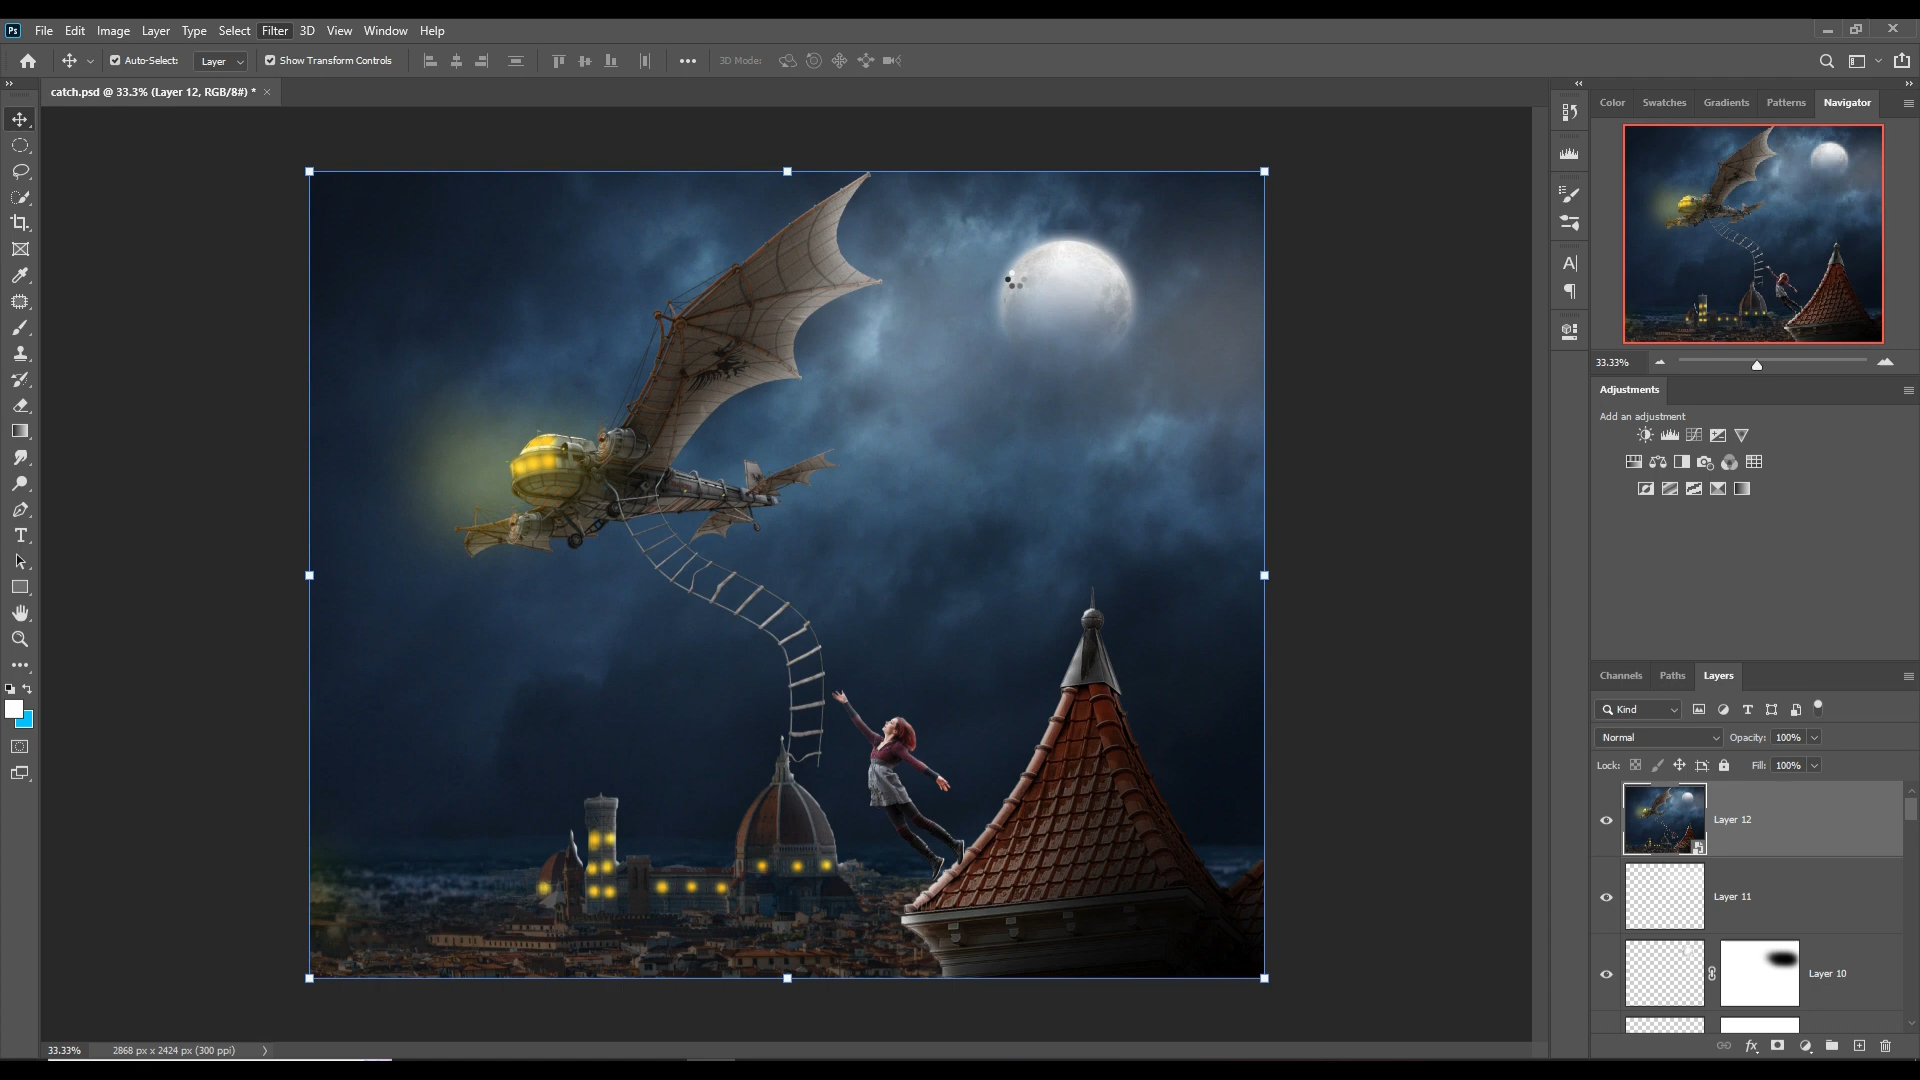 Ps File Edit Image Layer Type Select Filter 3D View Window Help
Auto-Select: Layer Show Transform Controls 3D Mode:
catch.psd @ 33.3% (Layer 12, RGB/8#) * ×
Color Swatches Gradients Patterns Navigator
33.33%
Adjustments
Add an adjustment
Channels Paths Layers
Kind
Normal Opacity: 100%
Lock: Fill: 100%
Layer 12
Layer 11
Layer 10
fx
33.33% 2868 px x 2424 px (300 ppi)